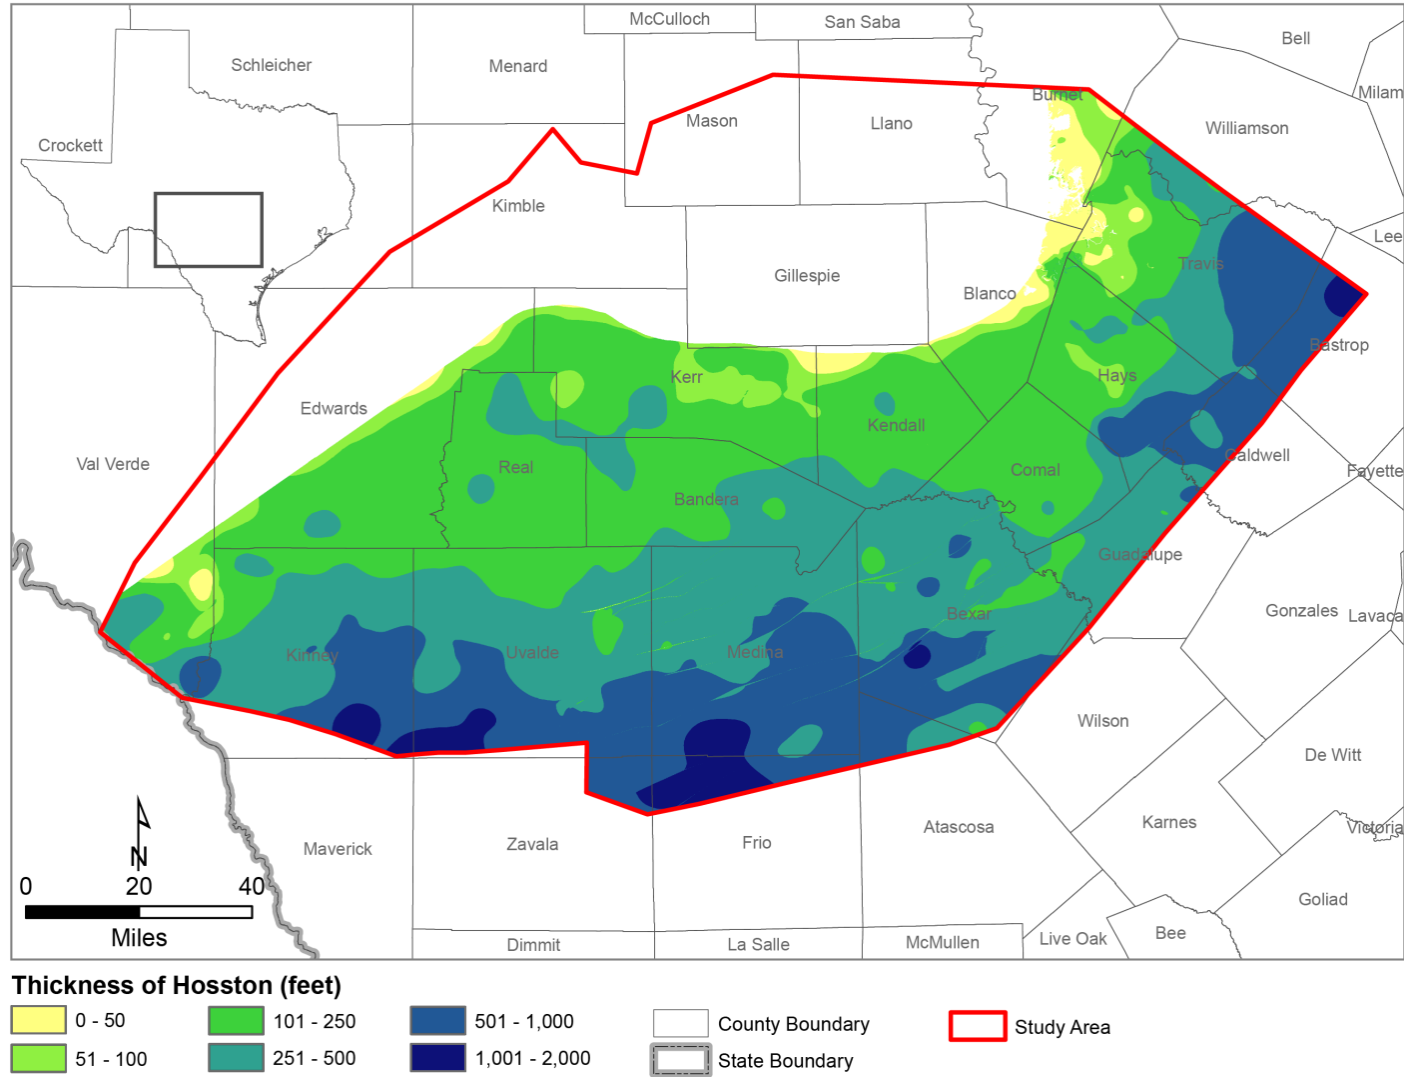 McCulloch
San Saba
Bell
Schleicher
Menard
Milam
Burnet
Mason
Llano
Williamson
Crockett
Kimble
Lee
Travis
Gillespie
Blanco
Bastrop
Kerr
Hays
Edwards
Kendall
Val Verde
Real
Comal
Caldwell
Fayette
Bandera
Guadalupe
Gonzales
Lavaca
Bexar
Kinney
Uvalde
Medina
Wilson
De Witt
Karnes
Victoria
Atascosa
Maverick
Zavala
Frio
N
0 20 40
Miles
Goliad
Dimmit
La Salle
McMullen
Live Oak
Bee
Thickness of Hosston (feet)
0 - 50
101 - 250
501 - 1,000
County Boundary
Study Area
51 - 100
251 - 500
1,001 - 2,000
State Boundary